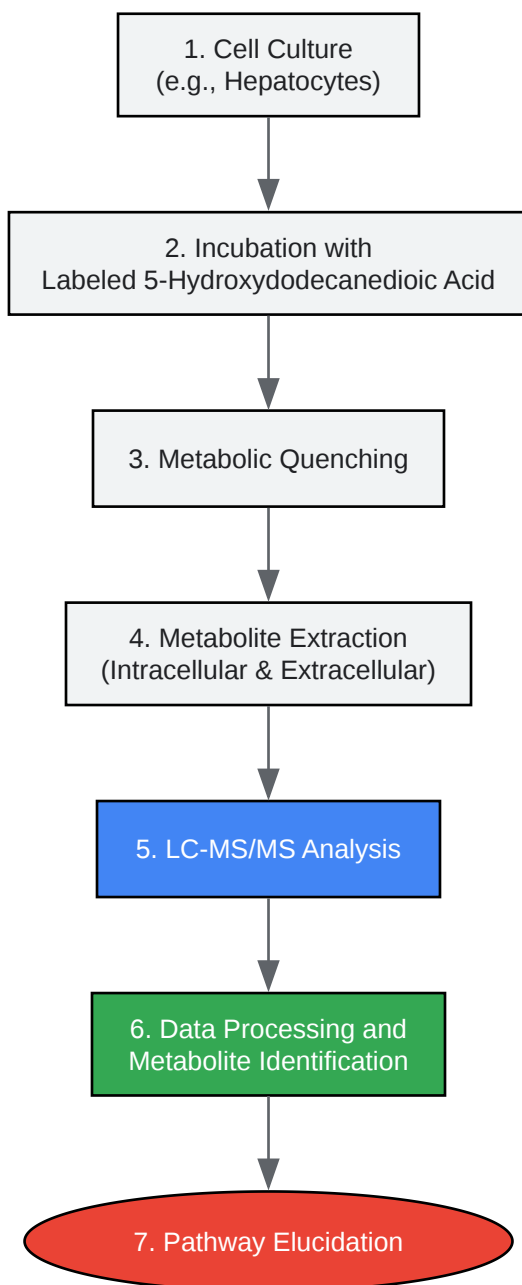 1. Cell Culture
(e.g., Hepatocytes)
2. Incubation with
Labeled 5-Hydroxydodecanedioic Acid
3. Metabolic Quenching
4. Metabolite Extraction
(Intracellular & Extracellular)
5. LC-MS/MS Analysis
6. Data Processing and
Metabolite Identification
7. Pathway Elucidation